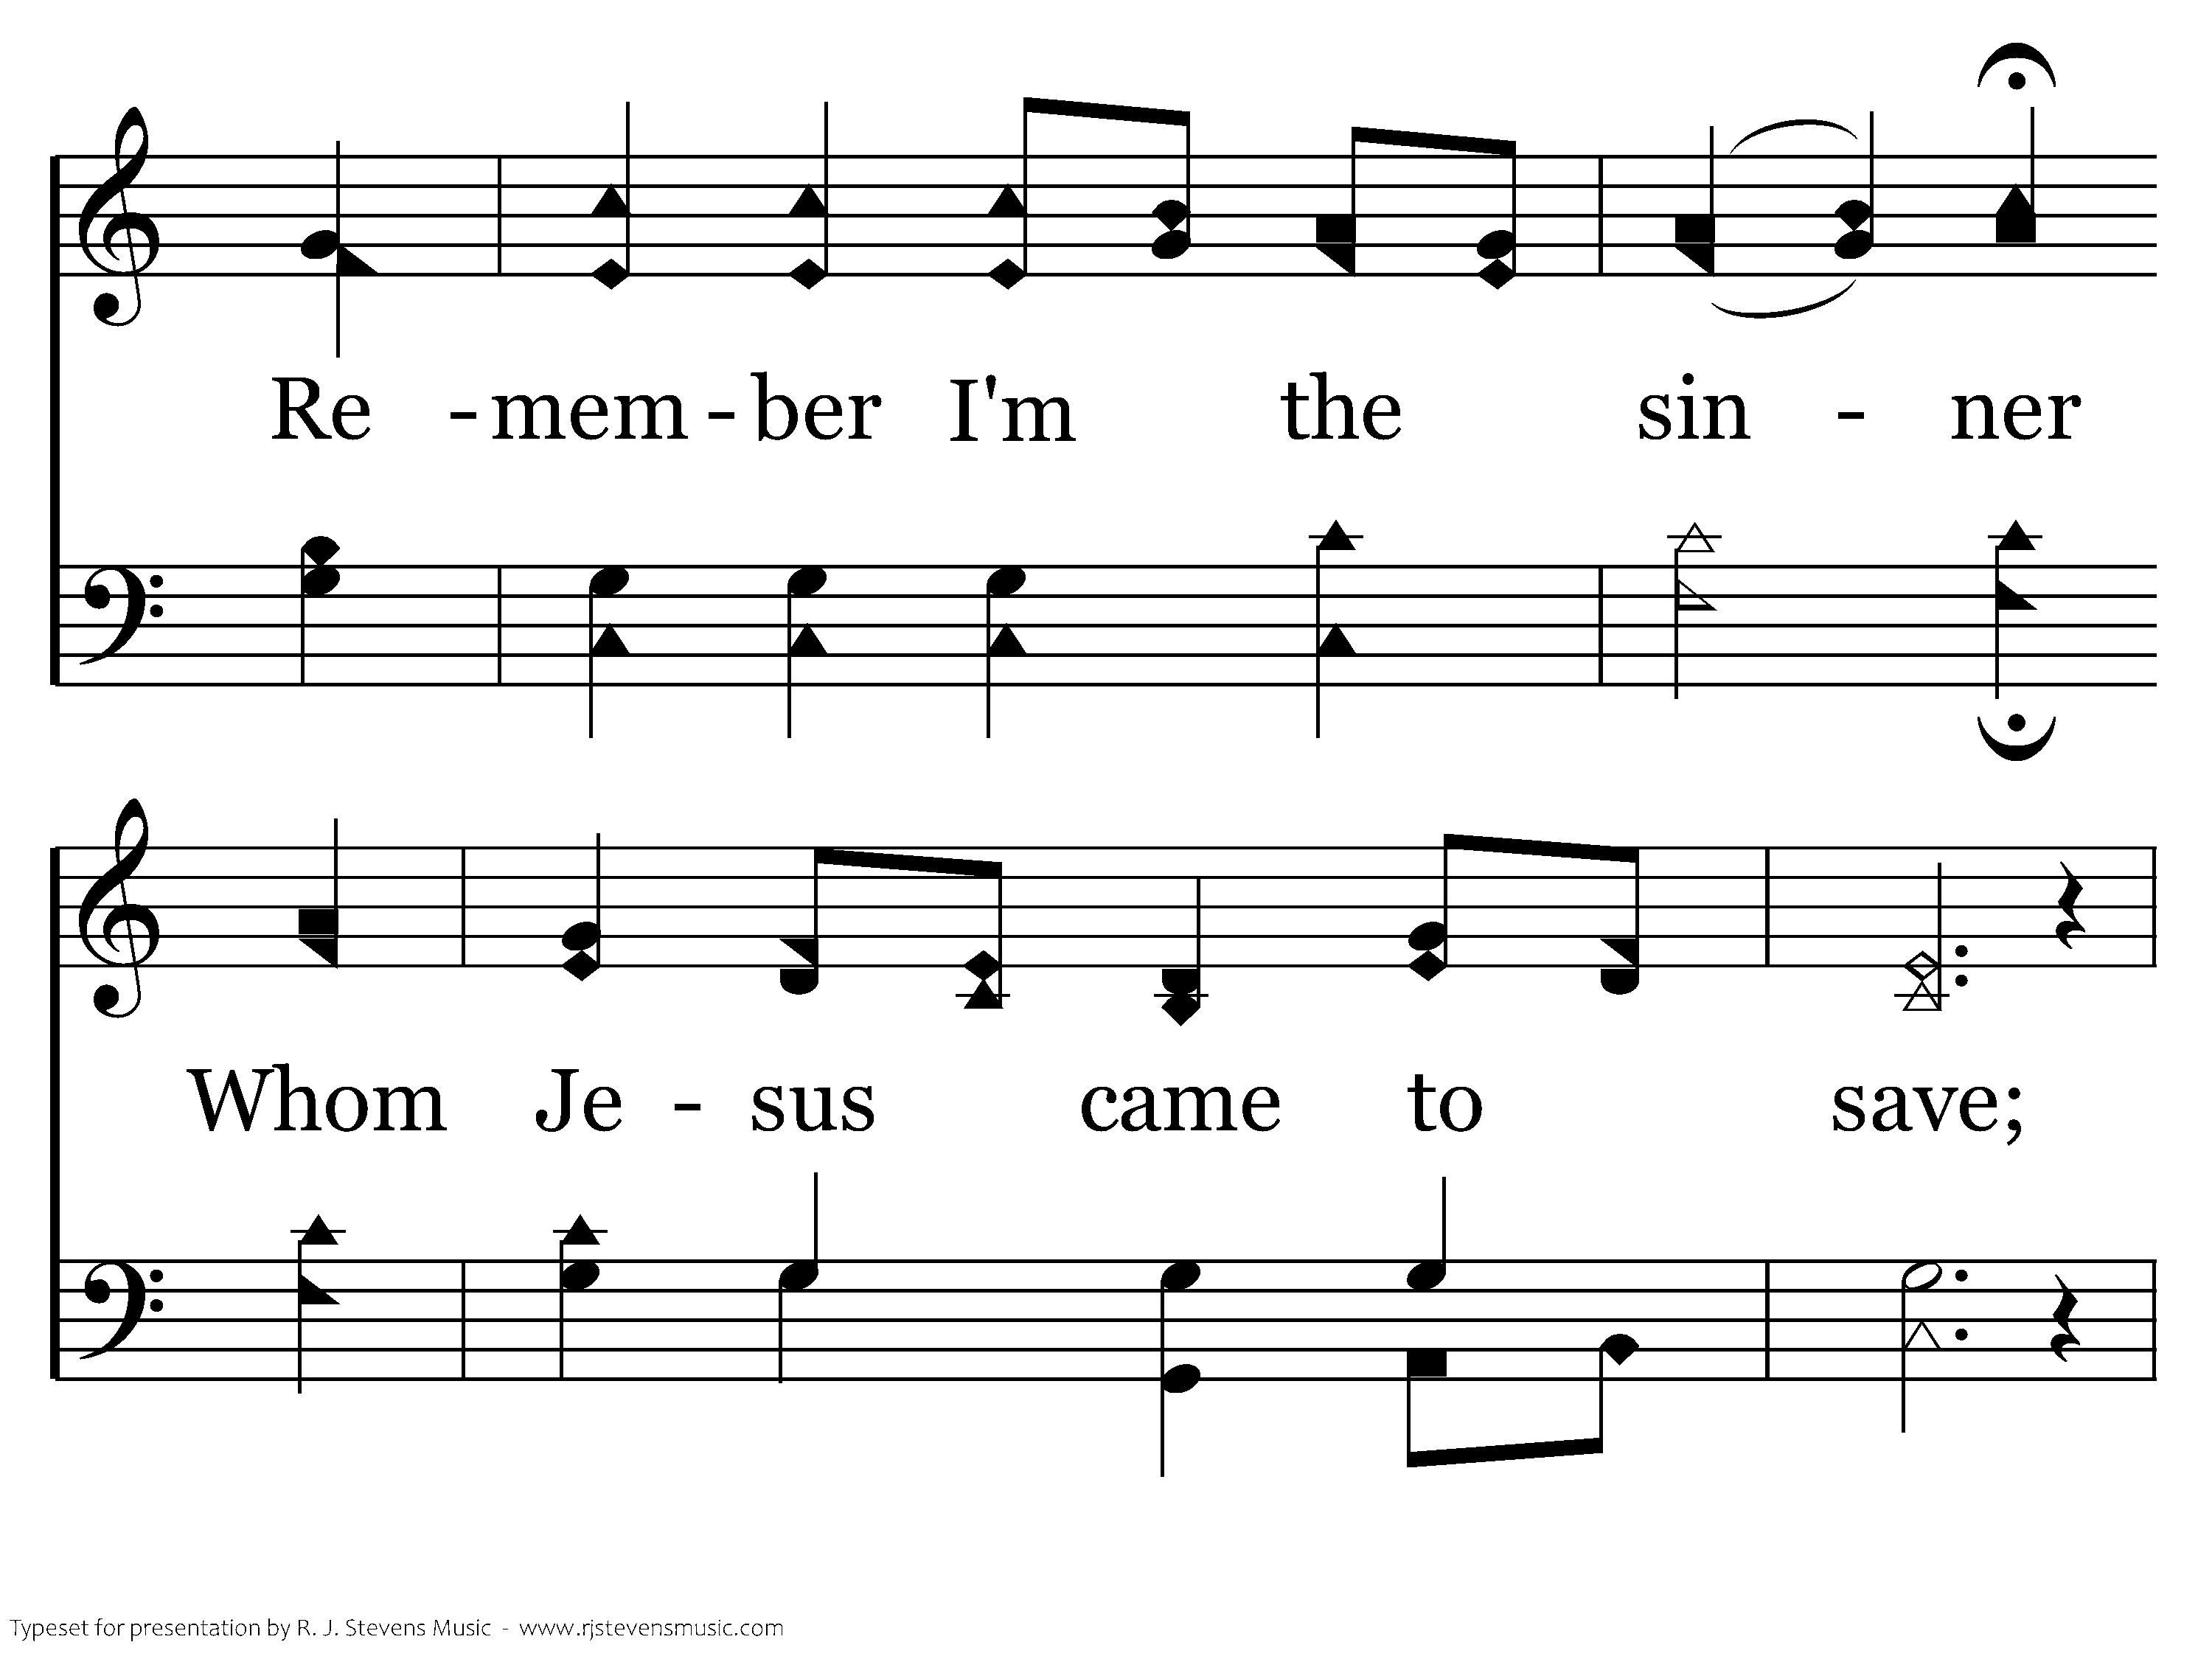 Re - mem - ber I'm the sin - ner
Whom Je - sus came to save;
Typeset for presentation by R. J. Stevens Music - www.rjstevensmusic.com